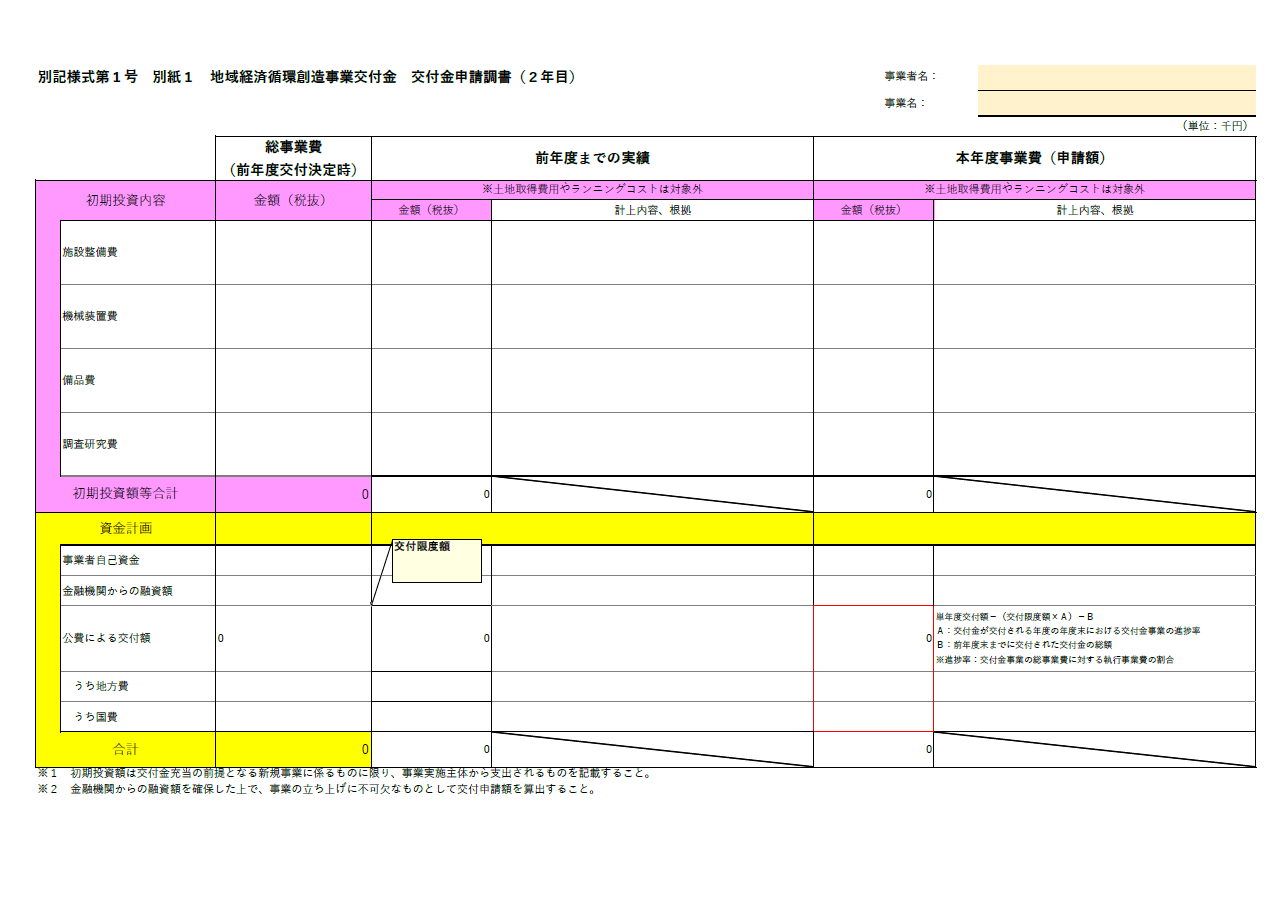 別記様式第１号　別紙１　地域経済循環創造事業交付金　交付金申請調書（２年目）
事業者名：
事業名：
（単位：千円）
総事業費
（前年度交付決定時）
前年度までの実績
本年度事業費（申請額）
初期投資内容
金額（税抜）
※土地取得費用やランニングコストは対象外
※土地取得費用やランニングコストは対象外
金額（税抜）
計上内容、根拠
金額（税抜）
計上内容、根拠
施設整備費
機械装置費
備品費
調査研究費
初期投資額等合計
0
0
0
資金計画
交付限度額
事業者自己資金
金融機関からの融資額
公費による交付額
0
0
0
単年度交付額＝（交付限度額×Ａ）－Ｂ
Ａ：交付金が交付される年度の年度末における交付金事業の進捗率
Ｂ：前年度末までに交付された交付金の総額
※進捗率：交付金事業の総事業費に対する執行事業費の割合
うち地方費
うち国費
合計
0
0
0
※１　初期投資額は交付金充当の前提となる新規事業に係るものに限り、事業実施主体から支出されるものを記載すること。
※２　金融機関からの融資額を確保した上で、事業の立ち上げに不可欠なものとして交付申請額を算出すること。